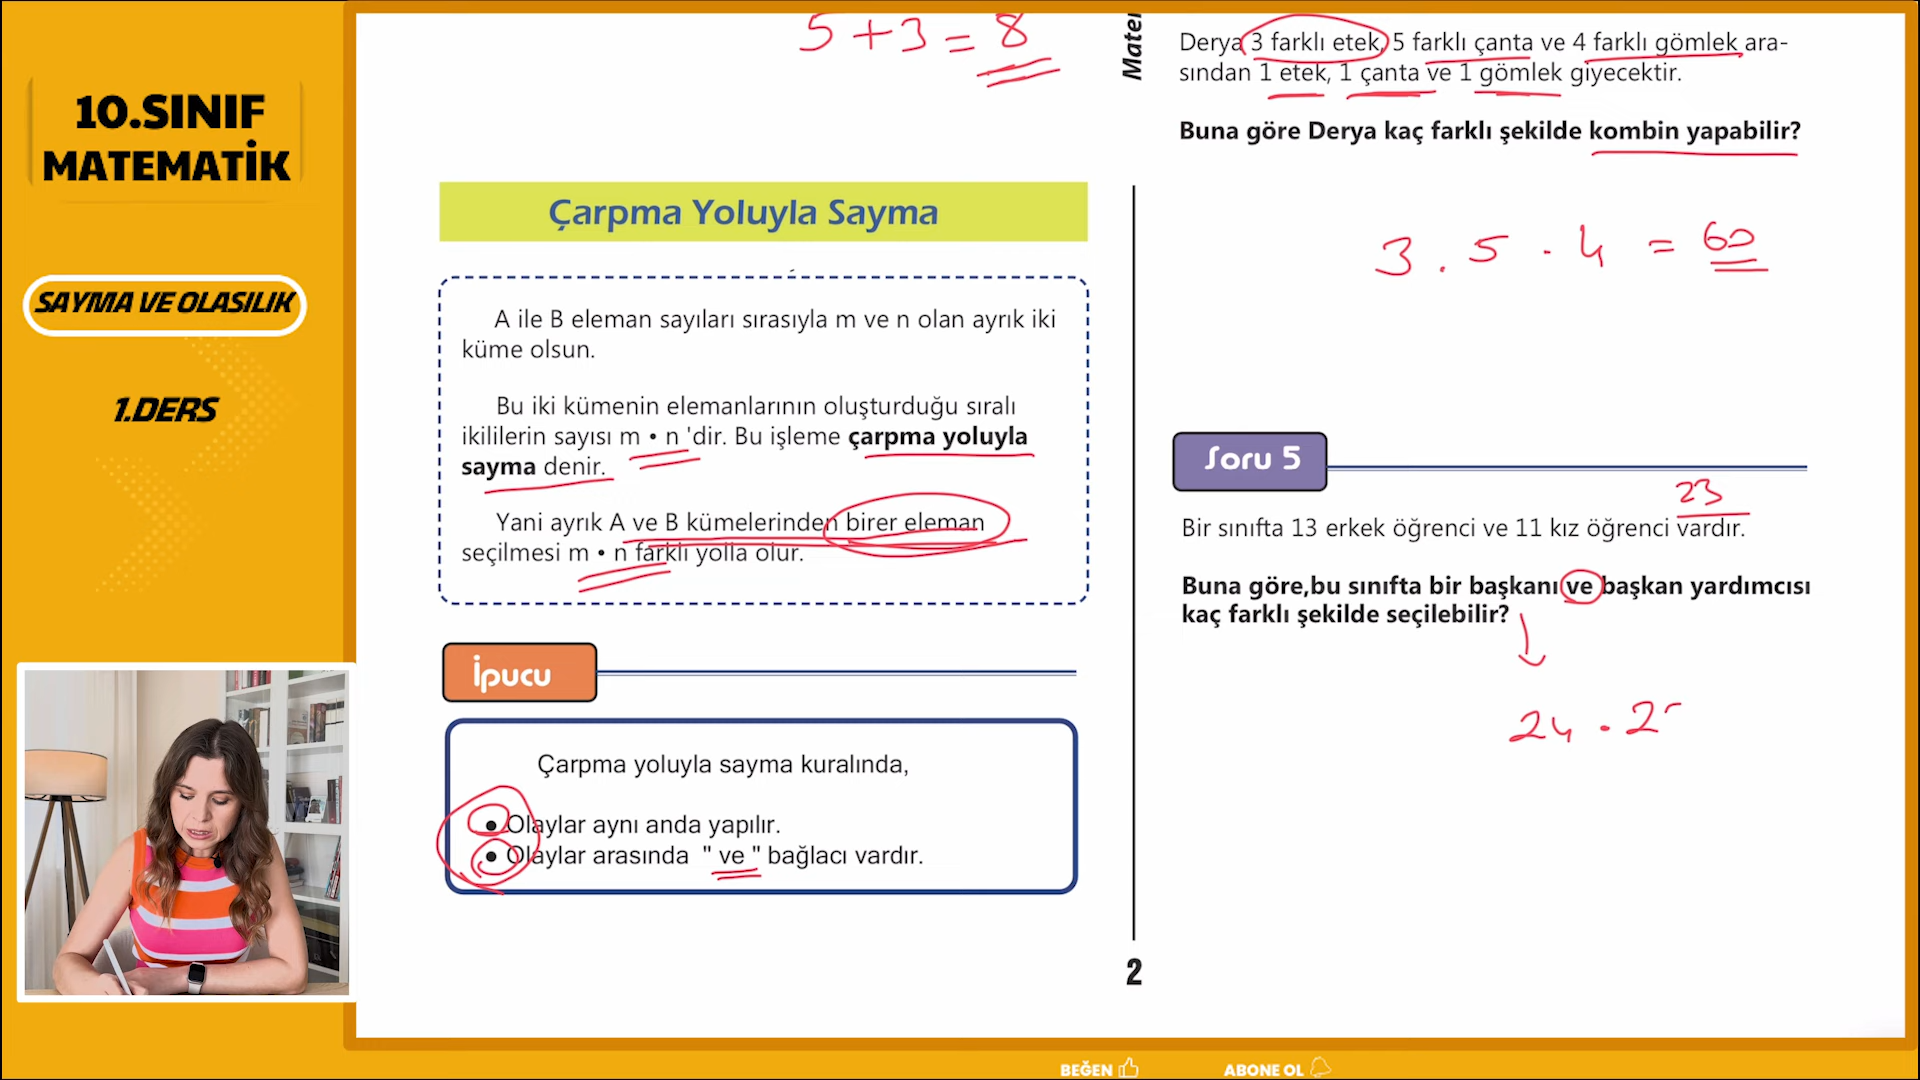 10.SINIF
MATEMATİK
SAYMA VE OLASILIK
1.DERS
5 + 3 = 8
Çarpma Yoluyla Sayma
A ile B eleman sayıları sırasıyla m ve n olan ayrık iki
küme olsun.
Bu iki kümenin elemanlarının oluşturduğu sıralı
ikililerin sayısı m • n 'dir. Bu işleme çarpma yoluyla
sayma denir.
Yani ayrık A ve B kümelerinden birer eleman
seçilmesi m • n farklı yolla olur.
İpucu
Çarpma yoluyla sayma kuralında,
• Olaylar aynı anda yapılır.
• Olaylar arasında " ve " bağlacı vardır.
Derya 3 farklı etek, 5 farklı çanta ve 4 farklı gömlek ara-
sından 1 etek, 1 çanta ve 1 gömlek giyecektir.
Buna göre Derya kaç farklı şekilde kombin yapabilir?
3 . 5 . 4 = 60
Soru 5
23
Bir sınıfta 13 erkek öğrenci ve 11 kız öğrenci vardır.
Buna göre,bu sınıfta bir başkanı ve başkan yardımcısı
kaç farklı şekilde seçilebilir?
24 . 2
2
BEĞEN
ABONE OL